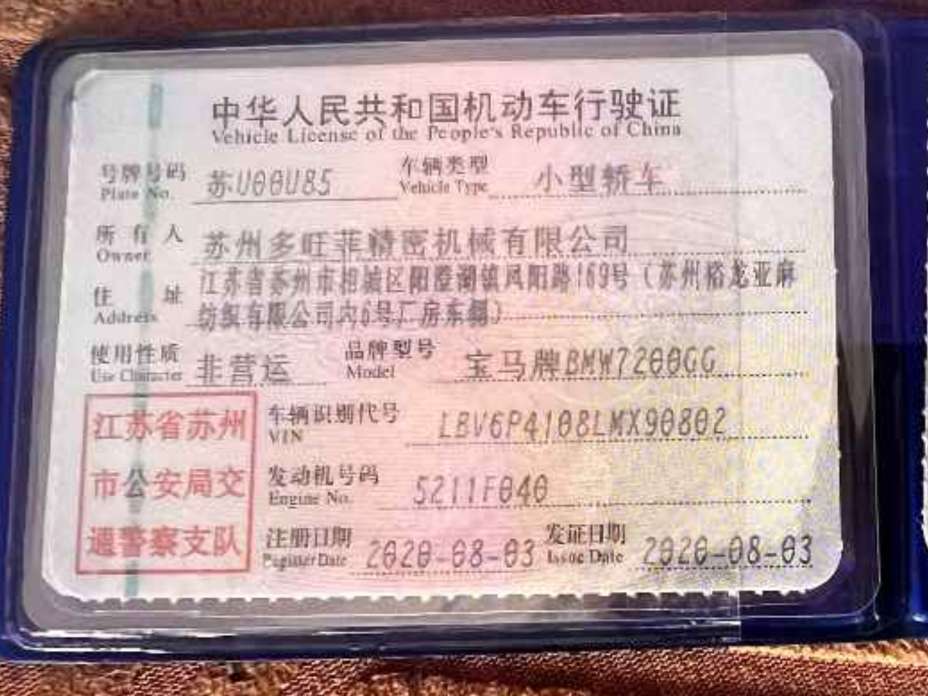 中华人民共和国机动车行驶证
Vehicle License of the People's Republic of China
号牌号码 苏U00U85 车辆类型 小型轿车
Plate No. Vehicle Type
所有人 苏州多旺菲精密机械有限公司
Owner
住址 江苏省苏州市相城区阳澄湖镇凤阳路169号(苏州裕龙亚麻
Address 纺织有限公司内6号厂房东侧)
使用性质 非营运 品牌型号 宝马牌BMW7200GG
Use Character Model
江苏省苏州
市公安局交
通警察支队
车辆识别代号 LBV6P4108LMX90802
VIN
发动机号码 5211F040
Engine No.
注册日期 2020-08-03 发证日期 2020-08-03
Register Date Issue Date